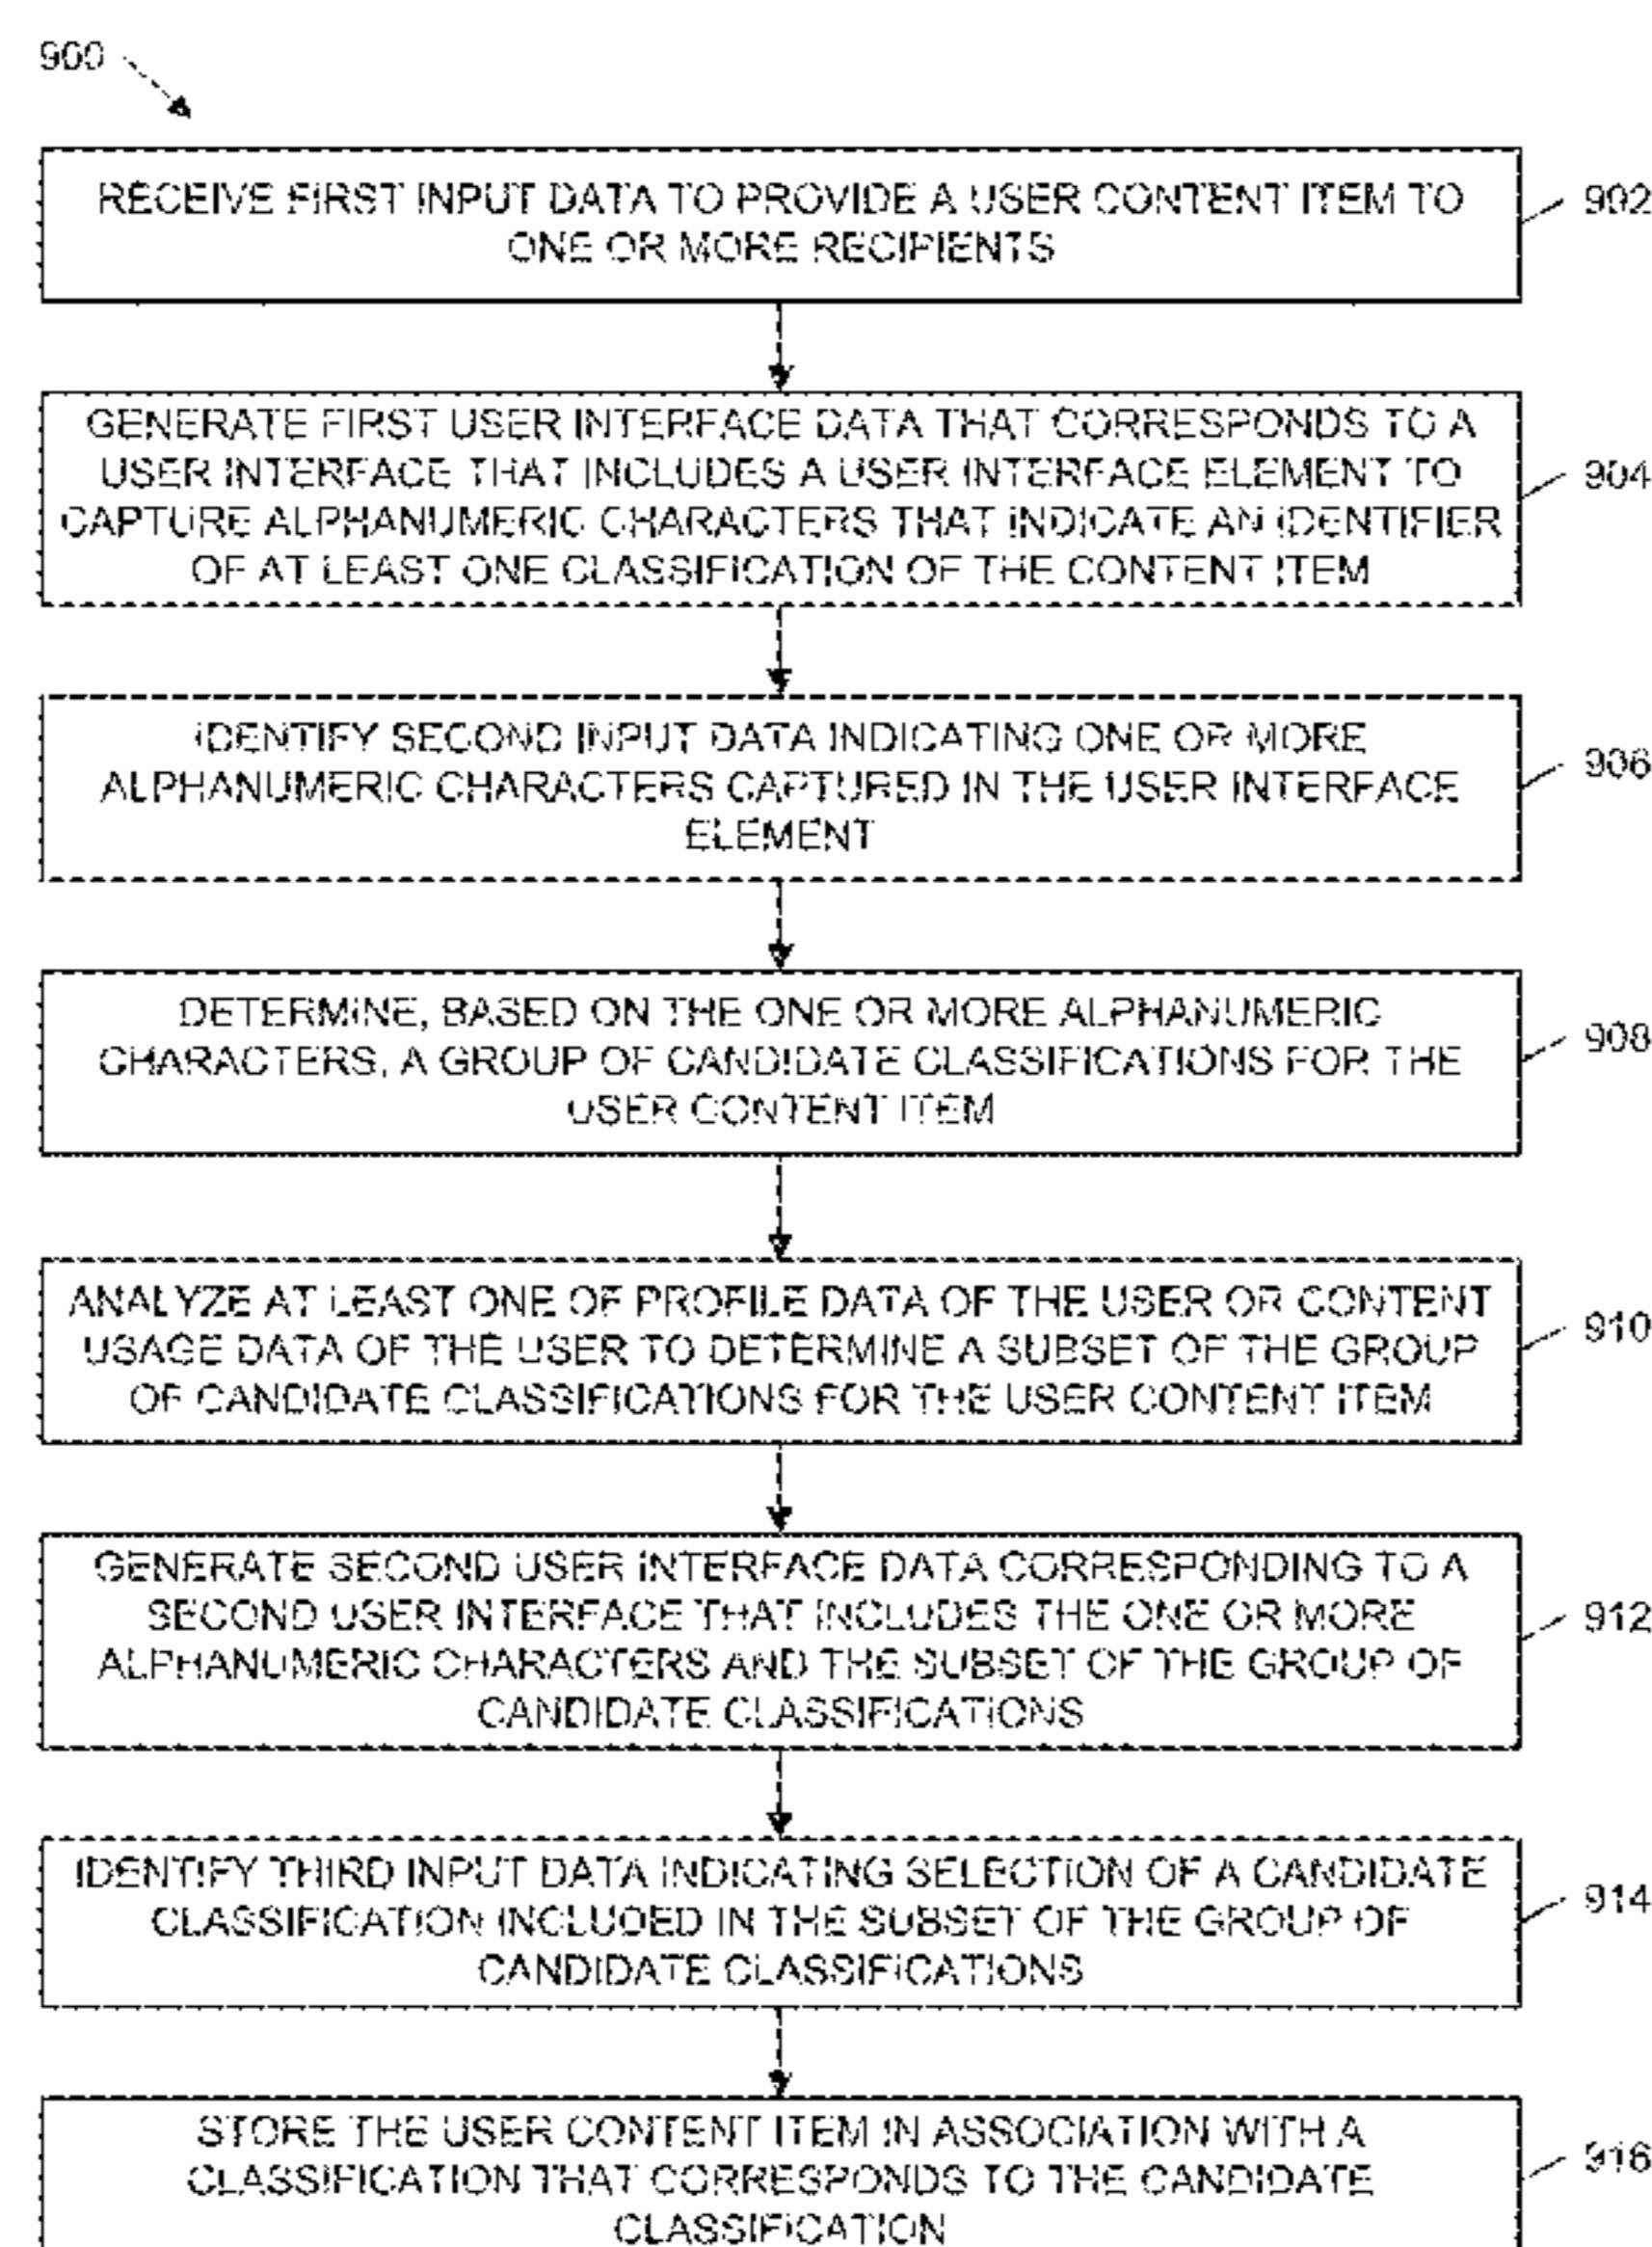 900
RECEIVE FIRST INPUT DATA TO PROVIDE A USER CONTENT ITEM TO
ONE OR MORE RECIPIENTS
902
GENERATE FIRST USER INTERFACE DATA THAT CORRESPONDS TO A
USER INTERFACE THAT INCLUDES A USER INTERFACE ELEMENT TO
CAPTURE ALPHANUMERIC CHARACTERS THAT INDICATE AN IDENTIFIER
OF AT LEAST ONE CLASSIFICATION OF THE CONTENT ITEM
904
IDENTIFY SECOND INPUT DATA INDICATING ONE OR MORE
ALPHANUMERIC CHARACTERS CAPTURED IN THE USER INTERFACE
ELEMENT
906
DETERMINE, BASED ON THE ONE OR MORE ALPHANUMERIC
CHARACTERS, A GROUP OF CANDIDATE CLASSIFICATIONS FOR THE
USER CONTENT ITEM
908
ANALYZE AT LEAST ONE OF PROFILE DATA OF THE USER OR CONTENT
USAGE DATA OF THE USER TO DETERMINE A SUBSET OF THE GROUP
OF CANDIDATE CLASSIFICATIONS FOR THE USER CONTENT ITEM
910
GENERATE SECOND USER INTERFACE DATA CORRESPONDING TO A
SECOND USER INTERFACE THAT INCLUDES THE ONE OR MORE
ALPHANUMERIC CHARACTERS AND THE SUBSET OF THE GROUP OF
CANDIDATE CLASSIFICATIONS
912
IDENTIFY THIRD INPUT DATA INDICATING SELECTION OF A CANDIDATE
CLASSIFICATION INCLUDED IN THE SUBSET OF THE GROUP OF
CANDIDATE CLASSIFICATIONS
914
STORE THE USER CONTENT ITEM IN ASSOCIATION WITH A
CLASSIFICATION THAT CORRESPONDS TO THE CANDIDATE
CLASSIFICATION
916